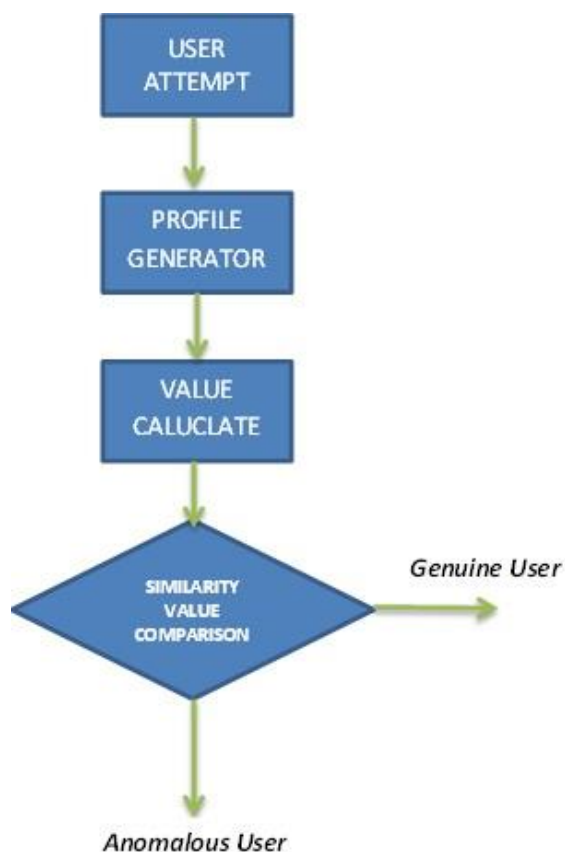 USER
ATTEMPT
PROFILE
GENERATOR
VALUE
CALUCLATE
SIMILARITY
VALUE
COMPARISON
Genuine User
Anomalous User